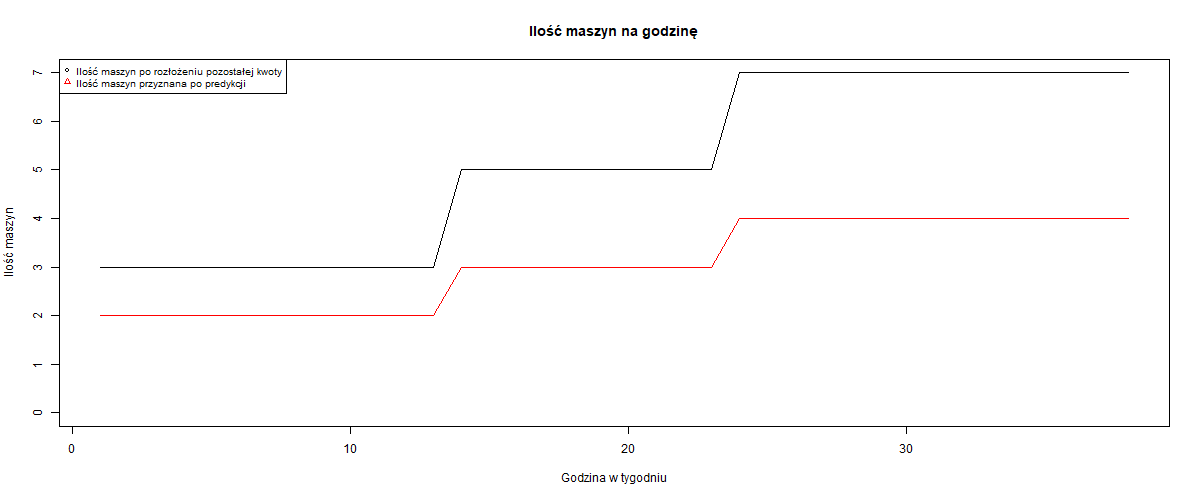 Ilość maszyn na godzinę
Ilość maszyn po rozłożeniu pozostałej kwoty
Ilość maszyn przyznana po predykcji
Ilość maszyn
7
6
5
4
3
2
1
0
0 10 20 30
Godzina w tygodniu